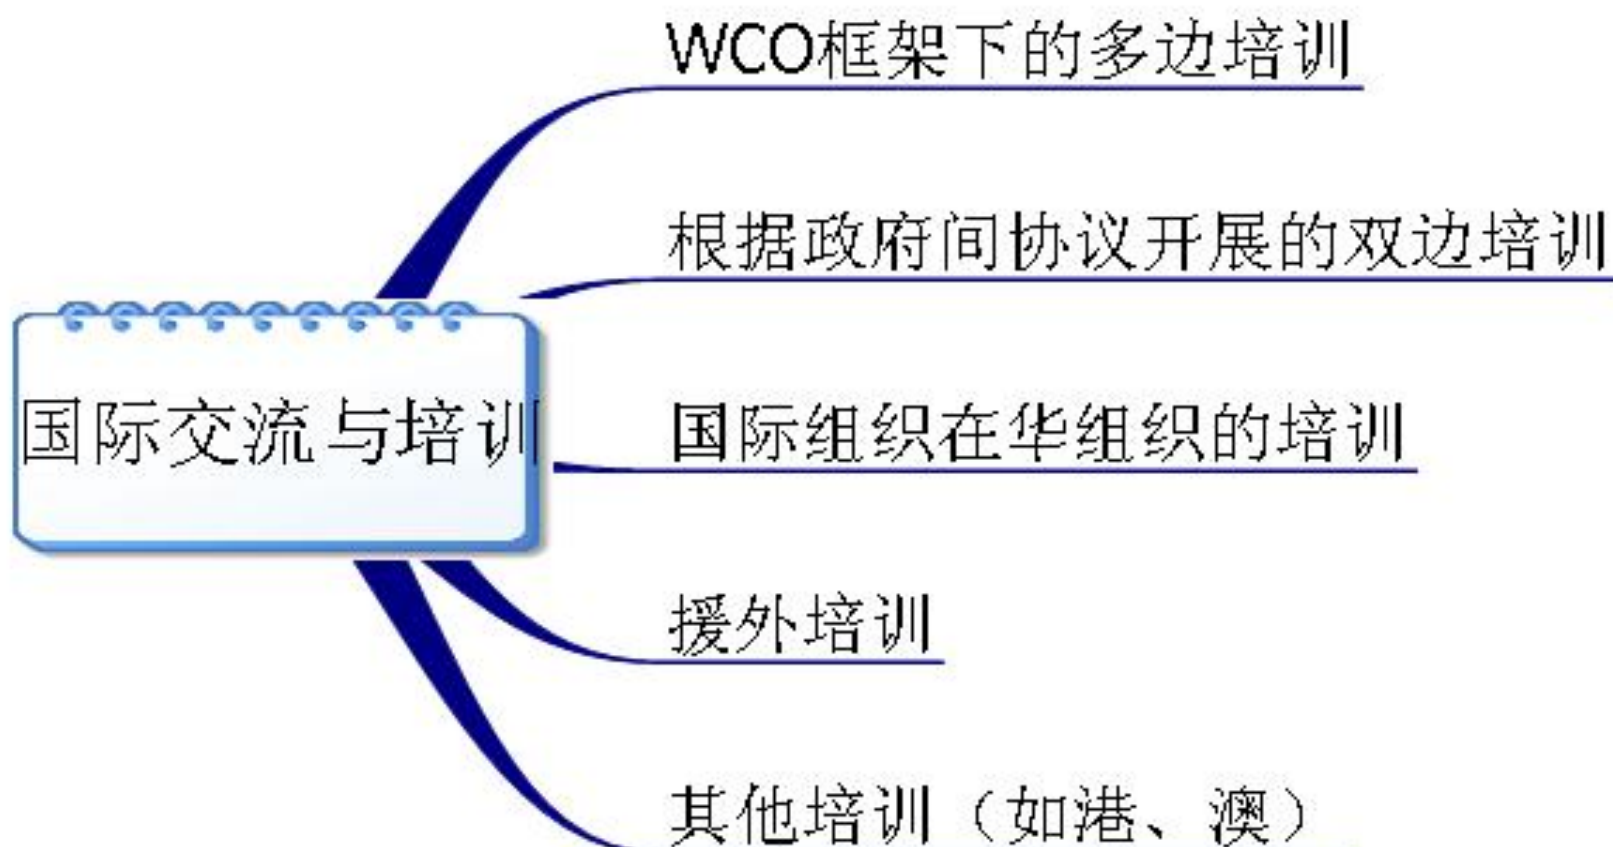 WCO框架下的多边培训
根据政府间协议开展的双边培训
国际交流与培训
国际组织在华组织的培训
援外培训
其他培训（如港、澳）